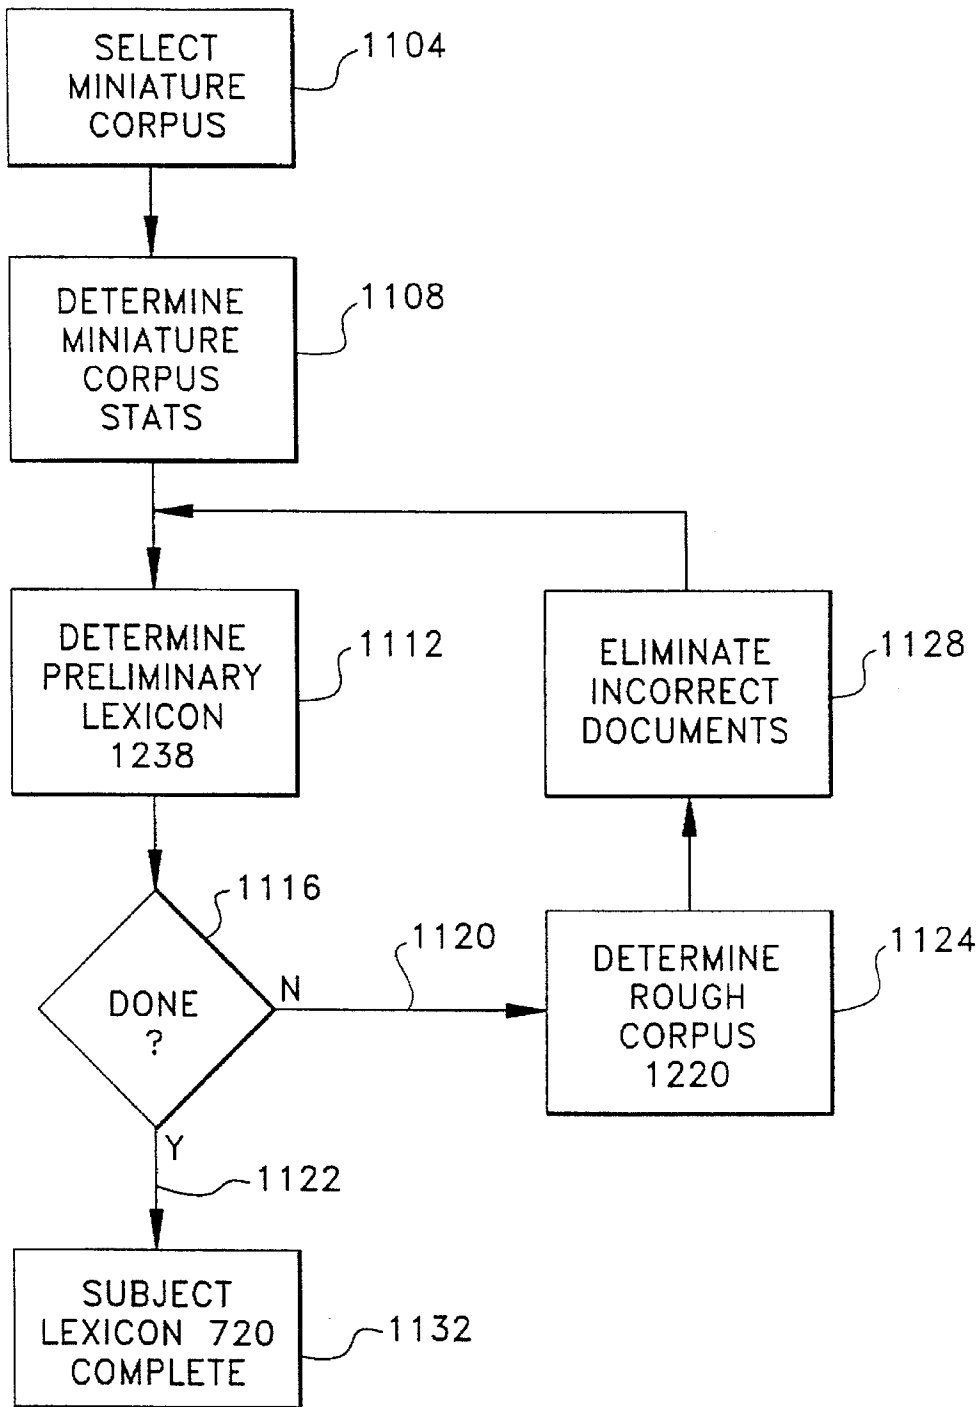 SELECT
MINIATURE
CORPUS
1104
DETERMINE
MINIATURE
CORPUS
STATS
1108
DETERMINE
PRELIMINARY
LEXICON
1238
1112
ELIMINATE
INCORRECT
DOCUMENTS
1128
DONE
?
1116
N
1120
DETERMINE
ROUGH
CORPUS
1220
1124
Y
1122
SUBJECT
LEXICON 720
COMPLETE
1132